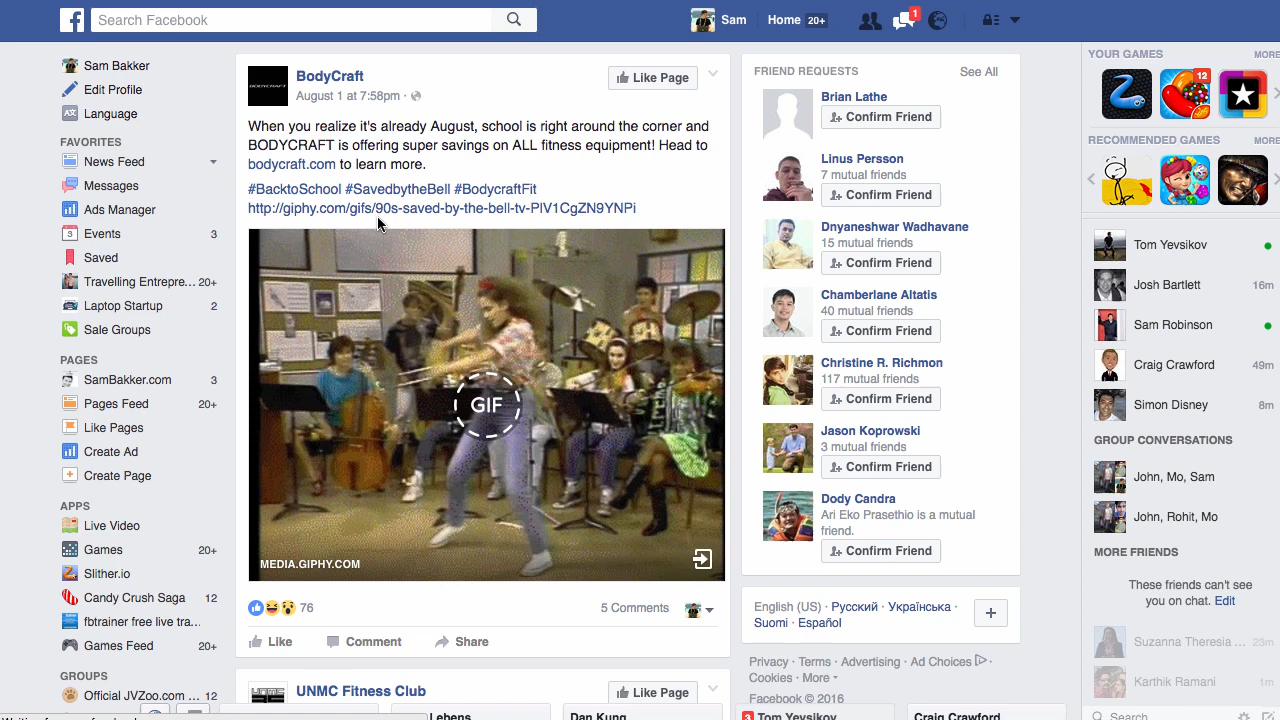 Search Facebook
Sam
Home 20+
1
Sam Bakker
Edit Profile
Language
FAVORITES
News Feed
Messages
Ads Manager
Events 3
Saved
Travelling Entrepre... 20+
Laptop Startup 2
Sale Groups
PAGES
SamBakker.com 3
Pages Feed 20+
Like Pages
Create Ad
Create Page
APPS
Live Video
Games 20+
Slither.io
Candy Crush Saga 12
fbtrainer free live tra...
Games Feed 20+
GROUPS
Official JVZoo.com ... 12
BODYCRAFT
BodyCraft
August 1 at 7:58pm ·
Like Page
When you realize it's already August, school is right around the corner and
BODYCRAFT is offering killer savings on ALL fitness equipment! Head to
bodycraft.com to learn more.
#BacktoSchool #SavedbytheBell #BodycraftFit
http://giphy.com/gifs/90s-saved-by-the-bell-tv-PlV1CgZN9YNPi
GIF
MEDIA.GIPHY.COM
76
5 Comments
Like Comment Share
UNMC
UNMC Fitness Club
Like Page
FRIEND REQUESTS See All
Brian Lathe
Confirm Friend
Linus Persson
7 mutual friends
Confirm Friend
Dnyaneshwar Wadhavane
15 mutual friends
Confirm Friend
Chamberlane Altatis
40 mutual friends
Confirm Friend
Christine R. Richmon
117 mutual friends
Confirm Friend
Jason Koprowski
3 mutual friends
Confirm Friend
Dody Candra
Ari Eko Prasethio is a mutual
friend.
Confirm Friend
English (US) · Русский · Українська ·
Suomi · Español
Privacy · Terms · Advertising · Ad Choices ·
Cookies · More
Facebook © 2016
YOUR GAMES MORE
12
RECOMMENDED GAMES MORE
Tom Yevsikov
Josh Bartlett 16m
Sam Robinson
Craig Crawford 49m
Simon Disney 8m
GROUP CONVERSATIONS
John, Mo, Sam
John, Rohit, Mo
MORE FRIENDS
These friends can't see
you on chat. Edit
Suzanna Theresia ... 23m
Karthik Ramani 1m
Search
Lebens
Dan Kung
3 Tom Yevsikov
Craig Crawford